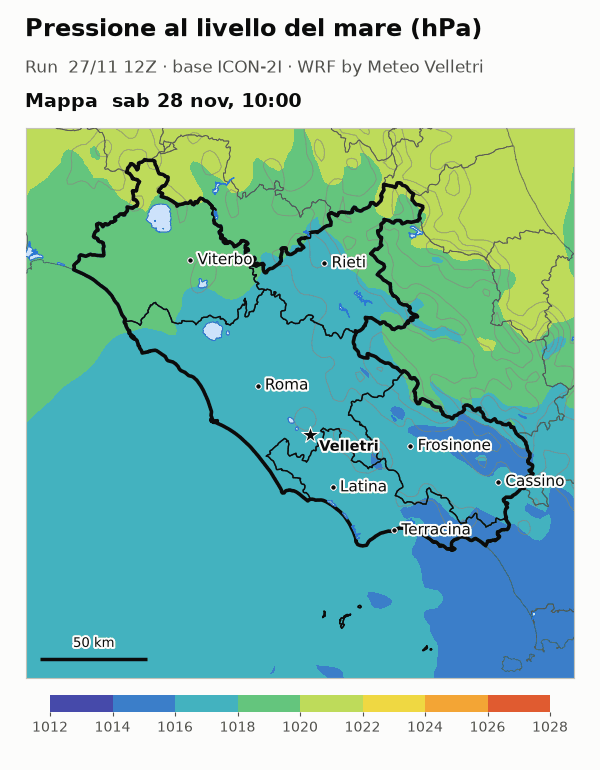 Pressione al livello del mare (hPa)
Run 27/11 12Z · base ICON-2I · WRF by Meteo Velletri
Mappa sab 28 nov, 10:00
Viterbo
Rieti
Roma
Velletri
Frosinone
Cassino
Latina
Terracina
50 km
1012 1014 1016 1018 1020 1022 1024 1026 1028